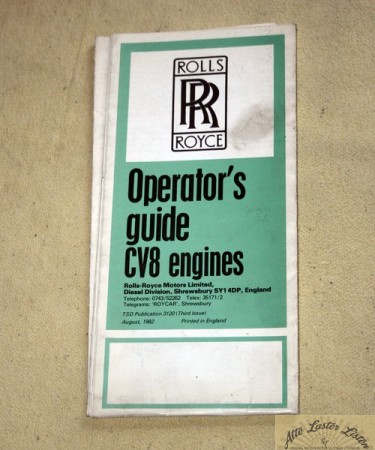 ROLLS
RR
ROYCE
Operator's
guide
CV8 engines
Rolls-Royce Motors Limited,
Diesel Division, Shrewsbury SY1 4DP, England
Telephone: 0743/52262 Telex: 35171/2
Telegrams: 'ROYCAR', Shrewsbury
TSD Publication 3120 (Third Issue)
August, 1982 Printed in England
Alte Laster Listen